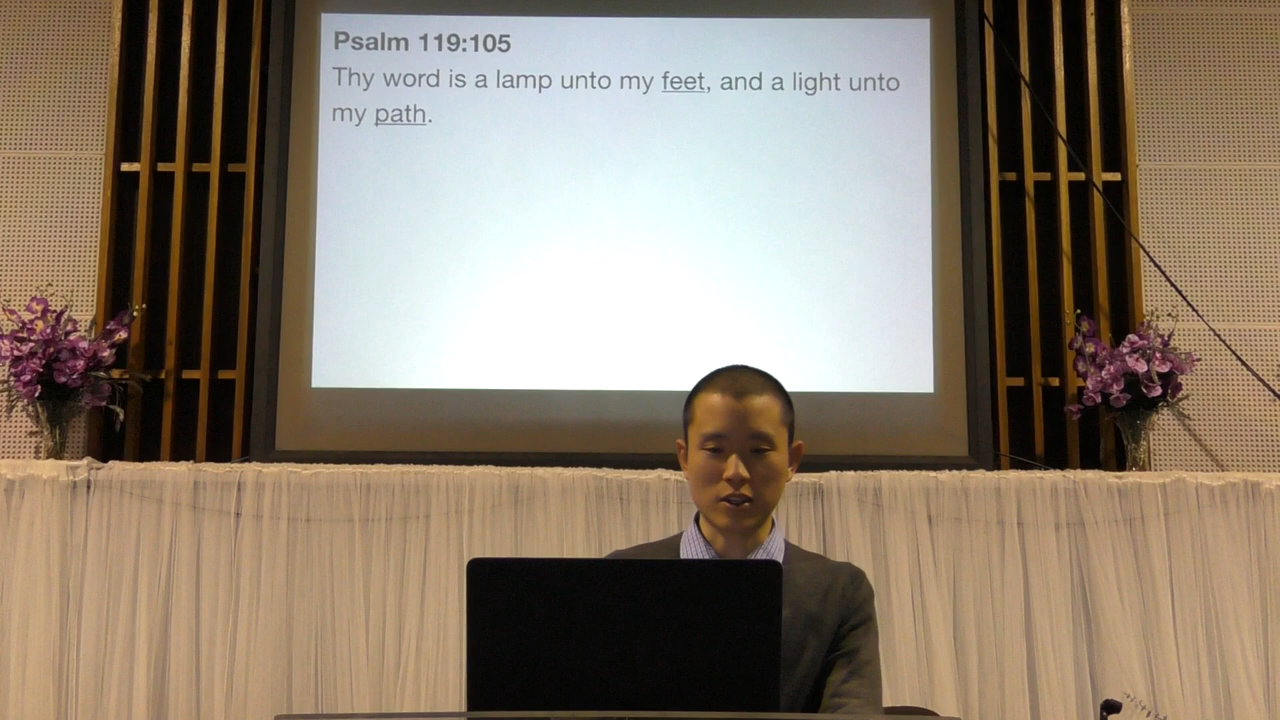 Psalm 119:105
Thy word is a lamp unto my feet, and a light unto
my path.